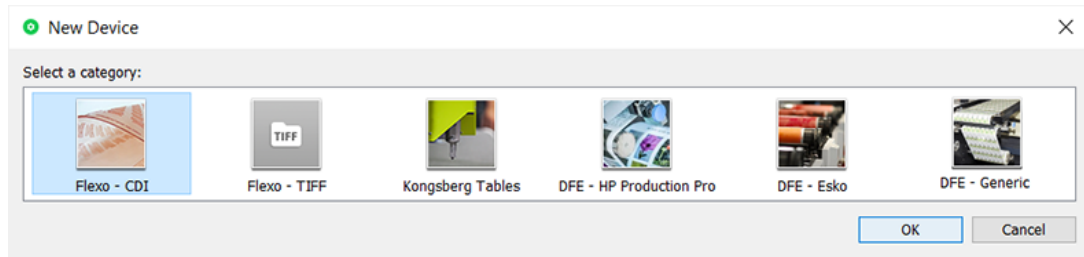 New Device
Select a category:
TIFF
Flexo - CDI
Flexo - TIFF
Kongsberg Tables
DFE - HP Production Pro
DFE - Esko
DFE - Generic
OK
Cancel